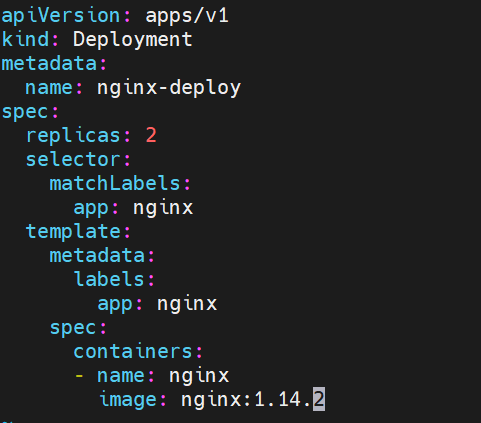 apiVersion: apps/v1
kind: Deployment
metadata:
  name: nginx-deploy
spec:
  replicas: 2
  selector:
    matchLabels:
      app: nginx
  template:
    metadata:
      labels:
        app: nginx
    spec:
      containers:
      - name: nginx
        image: nginx:1.14.2